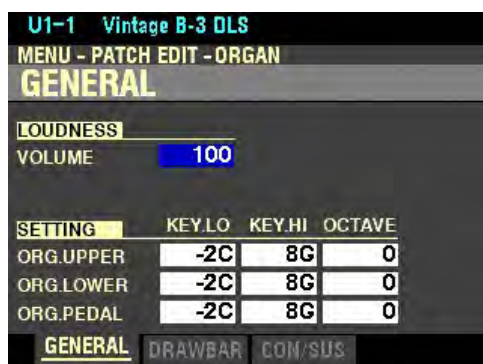 U1-1 Vintage B-3 DLS
MENU - PATCH EDIT - ORGAN
GENERAL
LOUDNESS
VOLUME 100
SETTING KEY.LO KEY.HI OCTAVE
ORG.UPPER -2C 8G 0
ORG.LOWER -2C 8G 0
ORG.PEDAL -2C 8G 0
GENERAL DRAWBAR CON/SUS